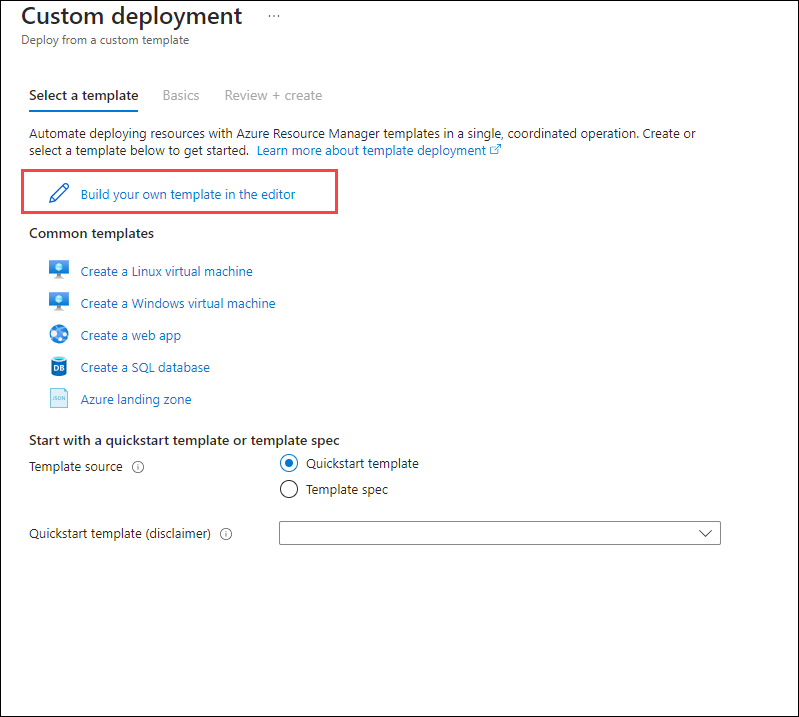 Custom deployment ...
Deploy from a custom template
Select a template Basics Review + create
Automate deploying resources with Azure Resource Manager templates in a single, coordinated operation. Create or
select a template below to get started. Learn more about template deployment
Build your own template in the editor
Common templates
Create a Linux virtual machine
Create a Windows virtual machine
Create a web app
DB Create a SQL database
JSON Azure landing zone
Start with a quickstart template or template spec
Template source Quickstart template
Template spec
Quickstart template (disclaimer)